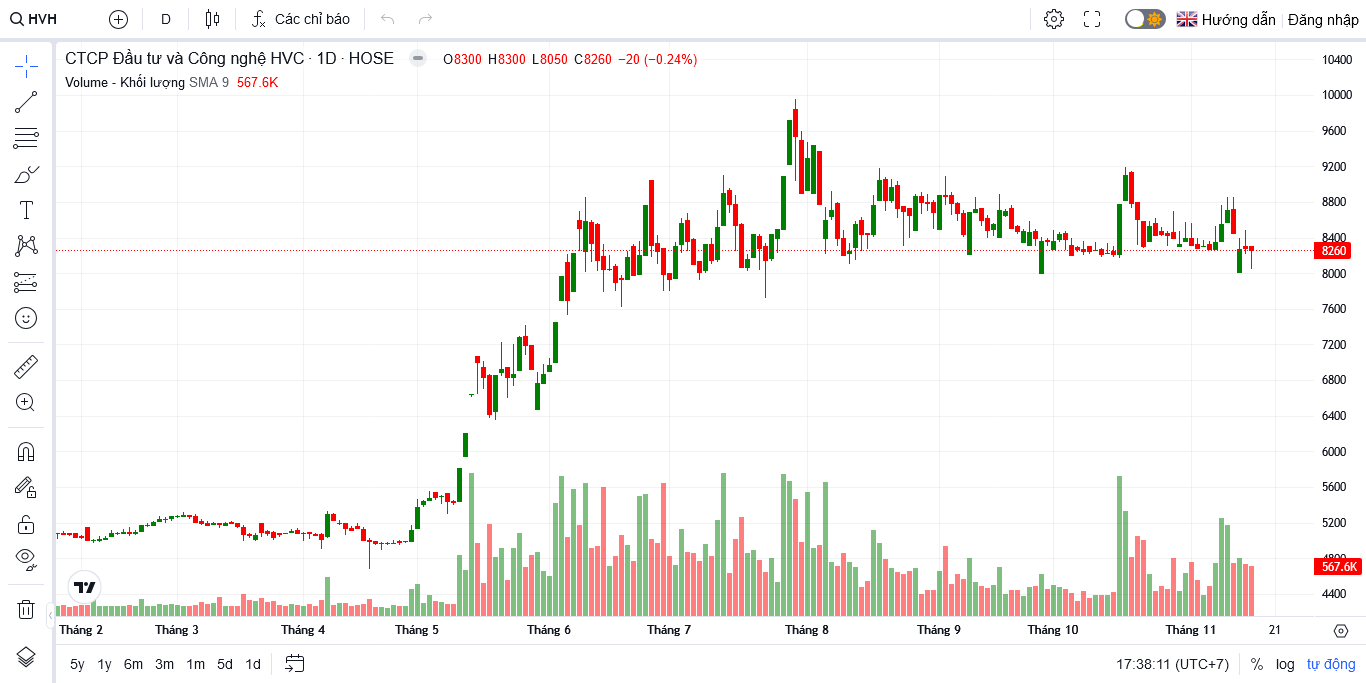 HVH D Các chỉ báo Hướng dẫn Đăng nhập
CTCP Đầu tư và Công nghệ HVC · 1D · HOSE O8300 H8300 L8050 C8260 −20 (−0.24%)
Volume - Khối lượng SMA 9 567.6K
10400
10000
9600
9200
8800
8400
8260
8000
7600
7200
6800
6400
6000
5600
5200
4800
567.6K
4400
Tháng 2 Tháng 3 Tháng 4 Tháng 5 Tháng 6 Tháng 7 Tháng 8 Tháng 9 Tháng 10 Tháng 11 21
5y 1y 6m 3m 1m 5d 1d 17:38:11 (UTC+7) % log tự động